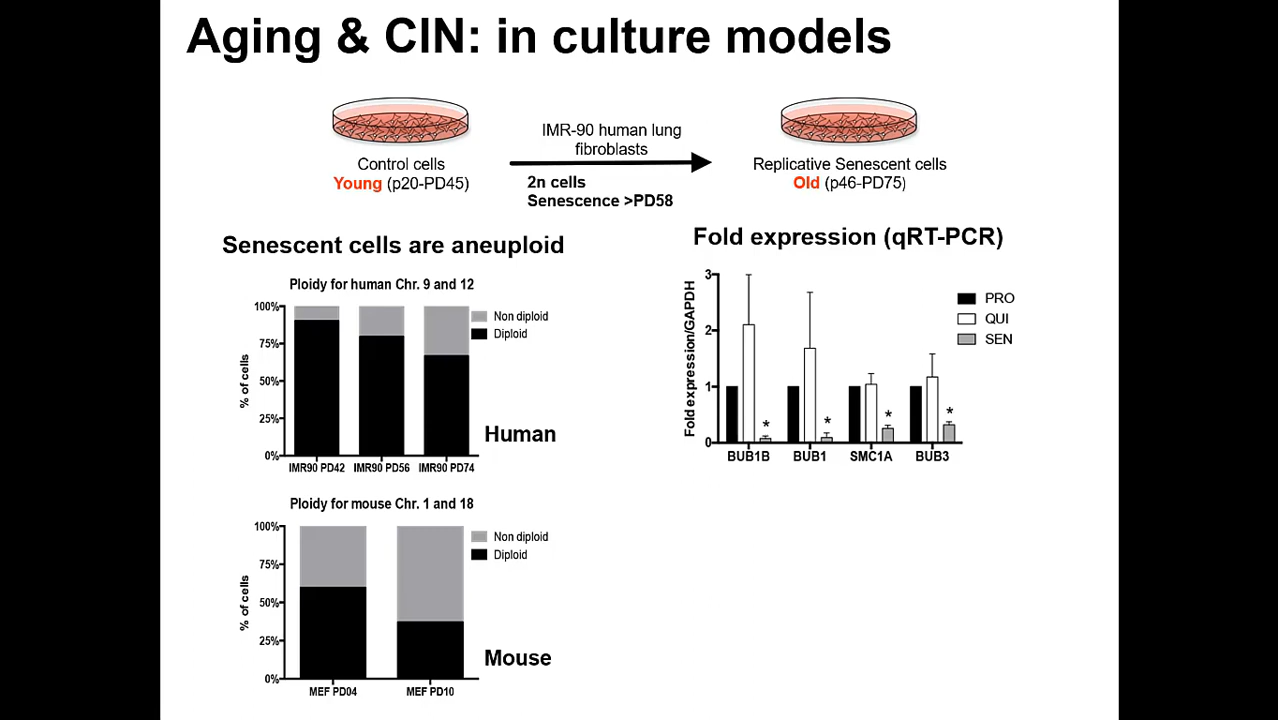 Aging & CIN: in culture models
Control cells
Young (p20-PD45)
IMR-90 human lung
fibroblasts
2n cells
Senescence >PD58
Replicative Senescent cells
Old (p46-PD75)
Senescent cells are aneuploid
Ploidy for human Chr. 9 and 12
% of cells
100%
75%
50%
25%
0%
Non diploid
Diploid
Human
IMR90 PD42 IMR90 PD56 IMR90 PD74
Ploidy for mouse Chr. 1 and 18
% of cells
100%
75%
50%
25%
0%
Non diploid
Diploid
Mouse
MEF PD04 MEF PD10
Fold expression (qRT-PCR)
Fold expression/GAPDH
3
2
1
0
* * * *
BUB1B BUB1 SMC1A BUB3
PRO
QUI
SEN